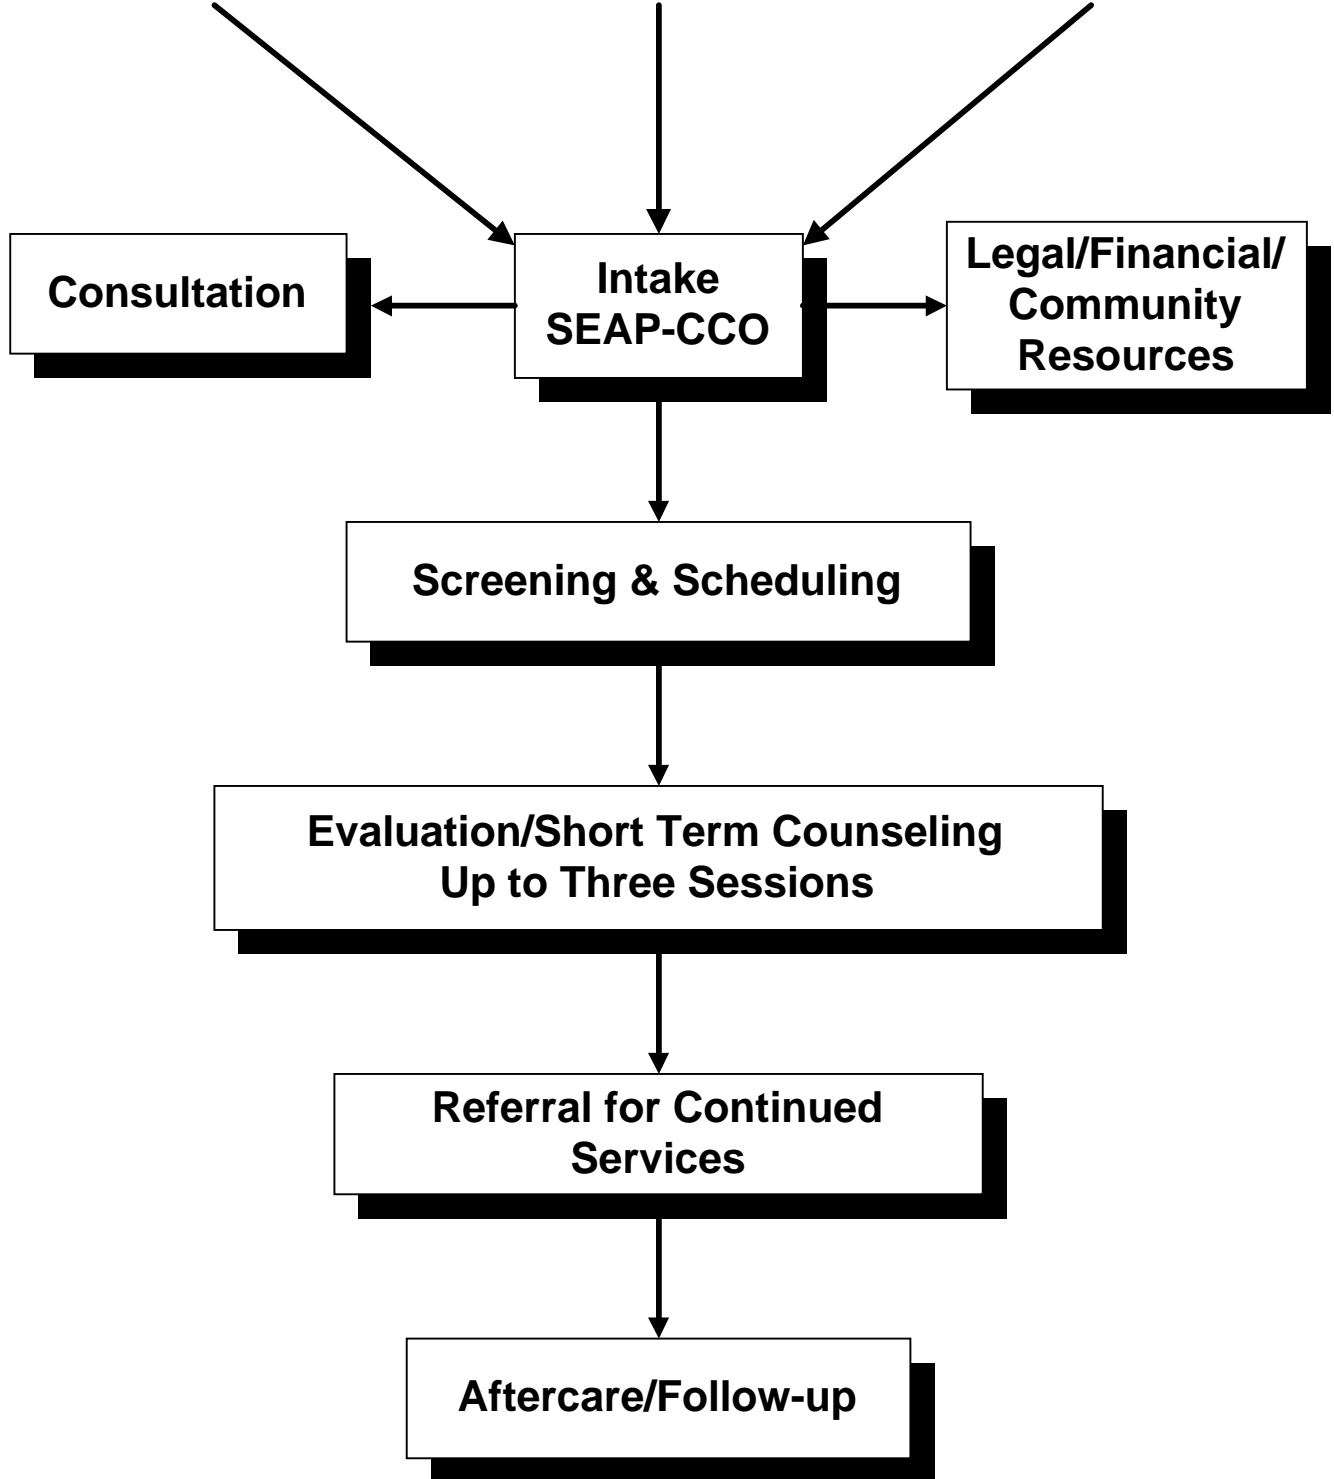 Consultation
Intake
SEAP-CCO
Legal/Financial/
Community
Resources
Screening & Scheduling
Evaluation/Short Term Counseling
Up to Three Sessions
Referral for Continued
Services
Aftercare/Follow-up